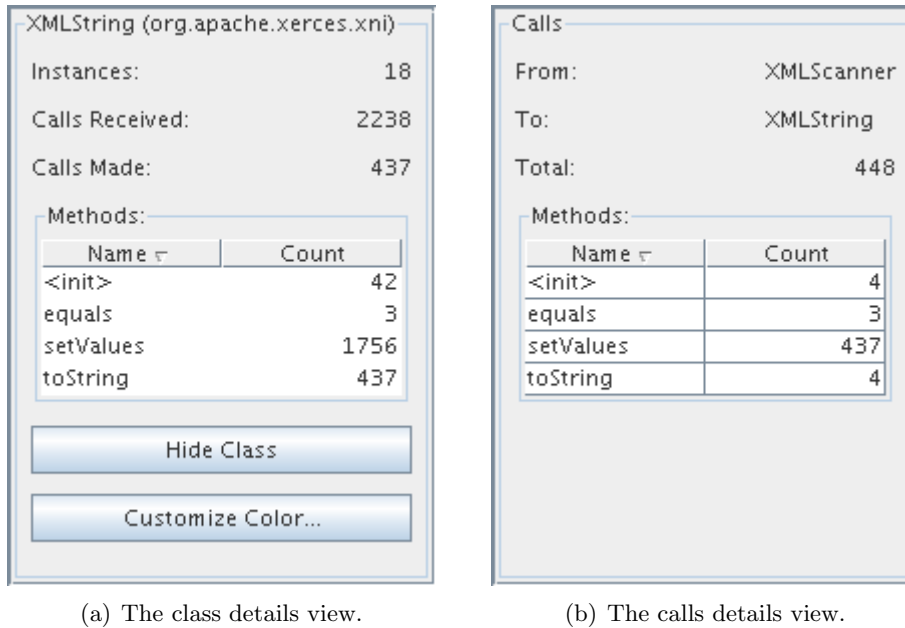 XMLString (org.apache.xerces.xni)
Instances: 18
Calls Received: 2238
Calls Made: 437
Methods:
Name Count
<init> 42
equals 3
setValues 1756
toString 437
Hide Class
Customize Color...
(a) The class details view.
Calls
From: XMLScanner
To: XMLString
Total: 448
Methods:
Name Count
<init> 4
equals 3
setValues 437
toString 4
(b) The calls details view.